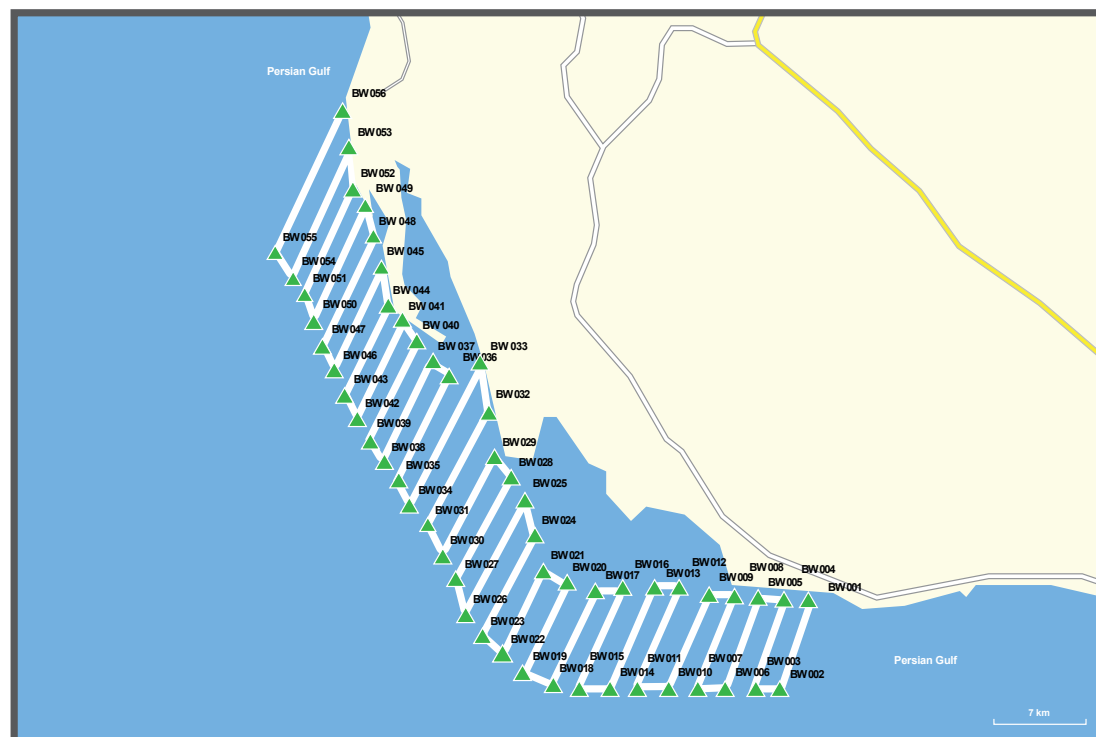 Persian Gulf
BW 056
BW 053
BW 052
BW 049
BW 048
BW 045
BW 055
BW 054
BW 051
BW 044
BW 050
BW 041
BW 040
BW 047
BW 037
BW 033
BW 036
BW 046
BW 043
BW 032
BW 042
BW 039
BW 029
BW 038
BW 028
BW 035
BW 025
BW 034
BW 031
BW 024
BW 030
BW 021
BW 020
BW 027
BW 017
BW 016
BW 013
BW 012
BW 009
BW 008
BW 005
BW 004
BW 001
BW 026
BW 023
BW 022
BW 019
BW 018
BW 015
BW 014
BW 011
BW 010
BW 007
BW 006
BW 003
BW 002
Persian Gulf
7 km